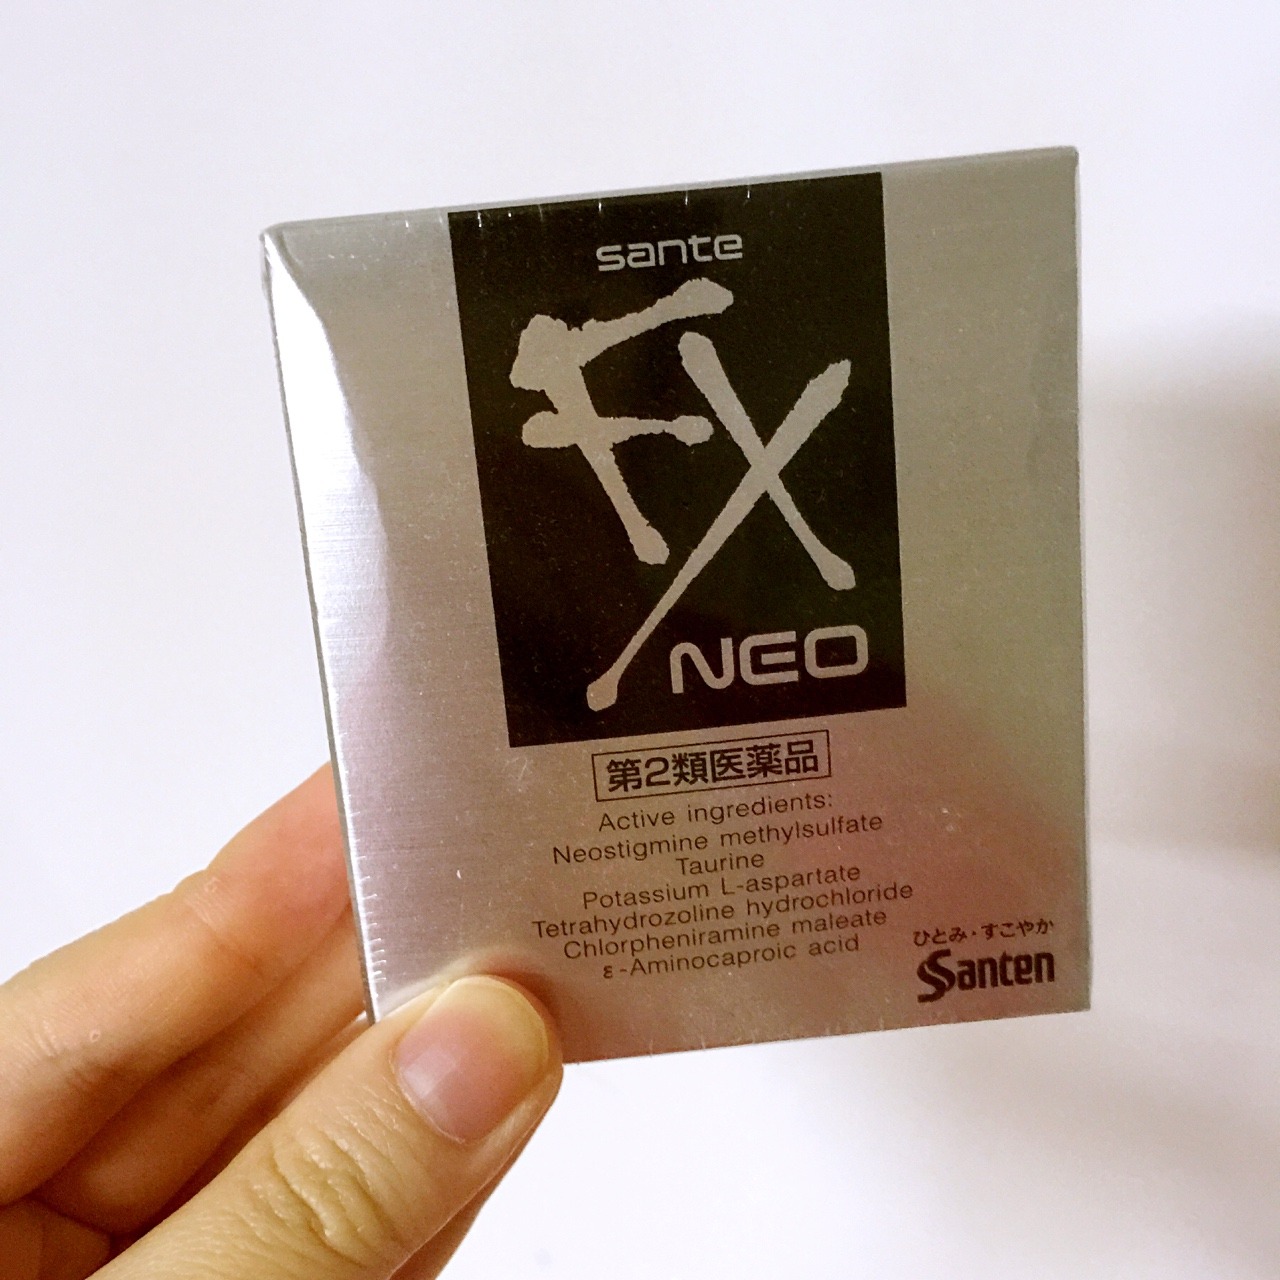 sante
FX
NEO
第2類医薬品
Active ingredients:
Neostigmine methylsulfate
Taurine
Potassium L-aspartate
Tetrahydrozoline hydrochloride
Chlorpheniramine maleate
ε-Aminocaproic acid
ひとみ・すこやか
Santen